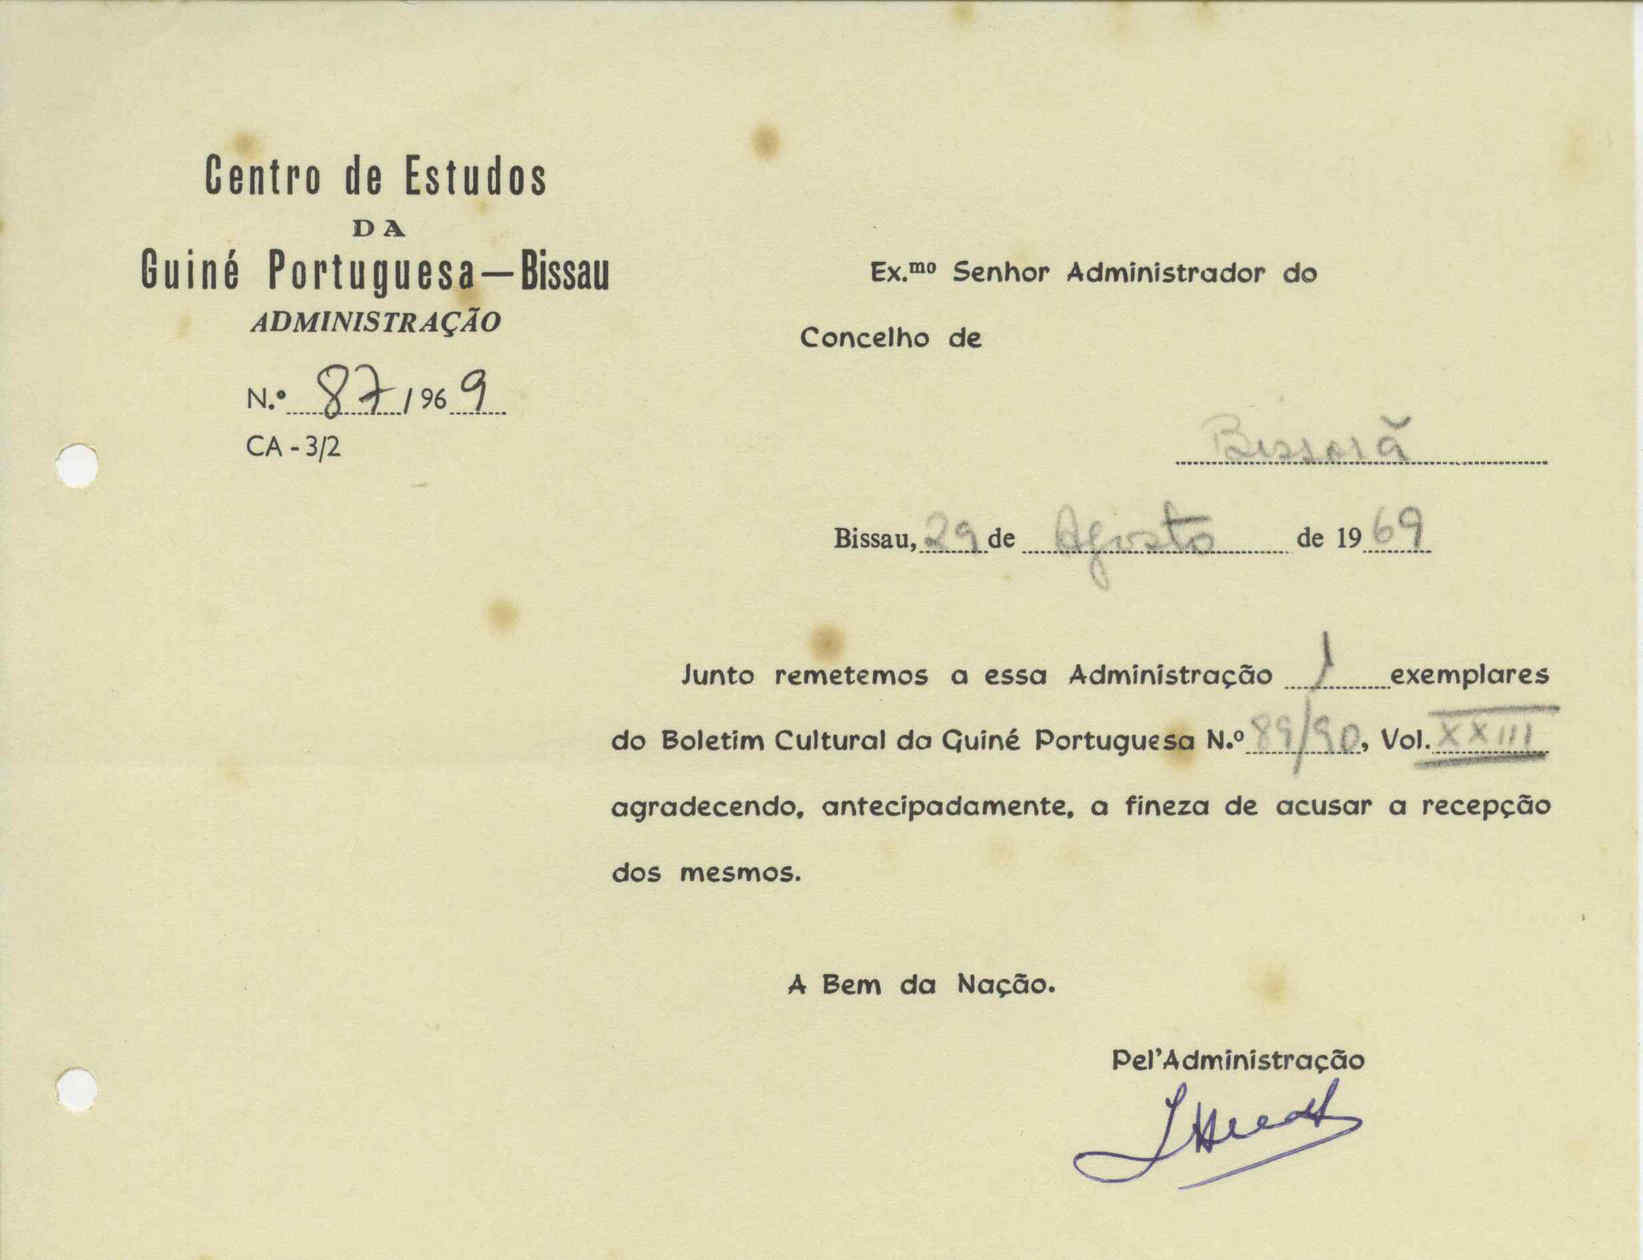 Centro de Estudos
DA
Guiné Portuguesa—Bissau
ADMINISTRAÇÃO
N.º 87/1969
CA - 3/2
Ex.mo Senhor Administrador do
Concelho de
Bissorã
Bissau, 29 de Agosto de 1969
Junto remetemos a essa Administração 1 exemplares
do Boletim Cultural da Guiné Portuguesa N.º 89/90, Vol. XXIII
agradecendo, antecipadamente, a fineza de acusar a recepção
dos mesmos.
A Bem da Nação.
Pel'Administração